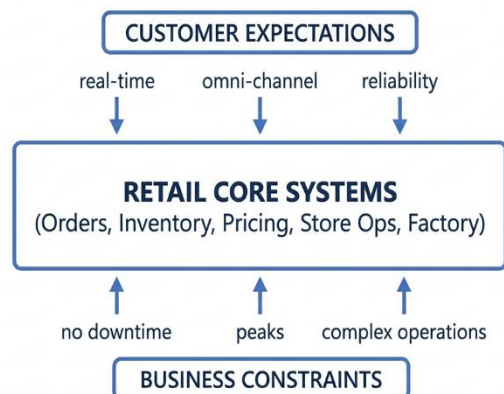 CUSTOMER EXPECTATIONS
real-time omni-channel reliability
RETAIL CORE SYSTEMS
(Orders, Inventory, Pricing, Store Ops, Factory)
no downtime peaks complex operations
BUSINESS CONSTRAINTS